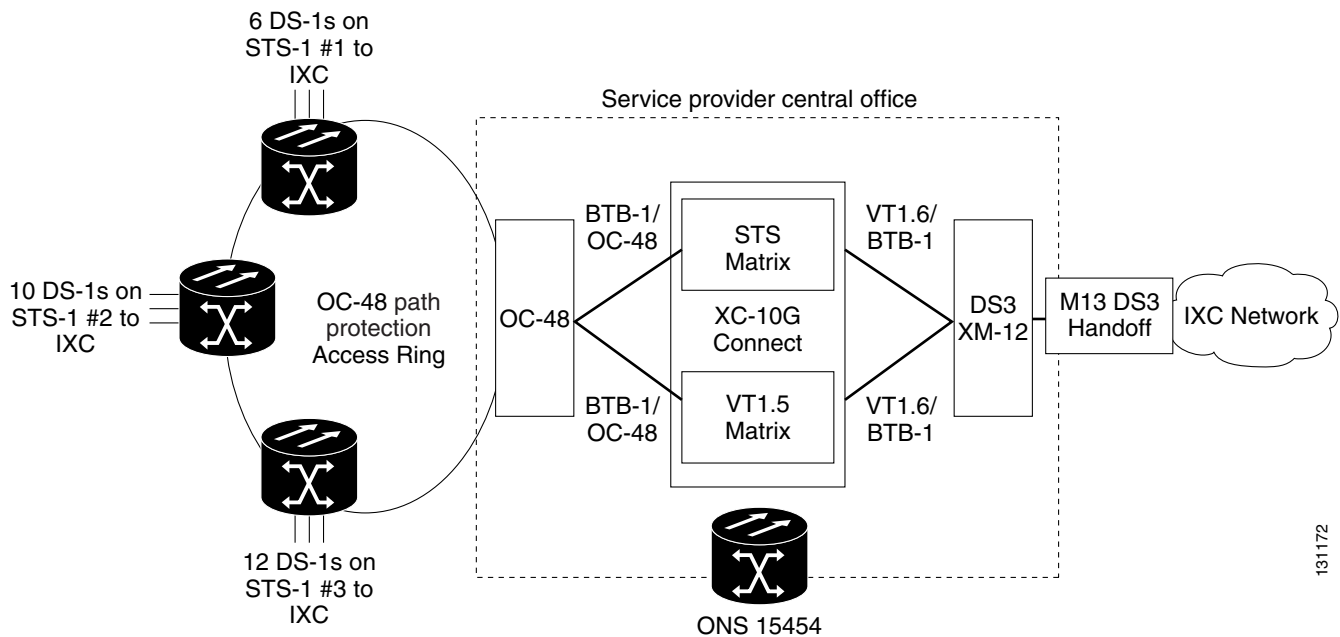 6 DS-1s on
STS-1 #1 to
IXC
Service provider central office
10 DS-1s on
STS-1 #2 to
IXC
OC-48 path
protection
Access Ring
OC-48
BTB-1/
OC-48
BTB-1/
OC-48
STS
Matrix
XC-10G
Connect
VT1.5
Matrix
VT1.6/
BTB-1
VT1.6/
BTB-1
DS3
XM-12
M13 DS3
Handoff
IXC Network
12 DS-1s on
STS-1 #3 to
IXC
ONS 15454
131172